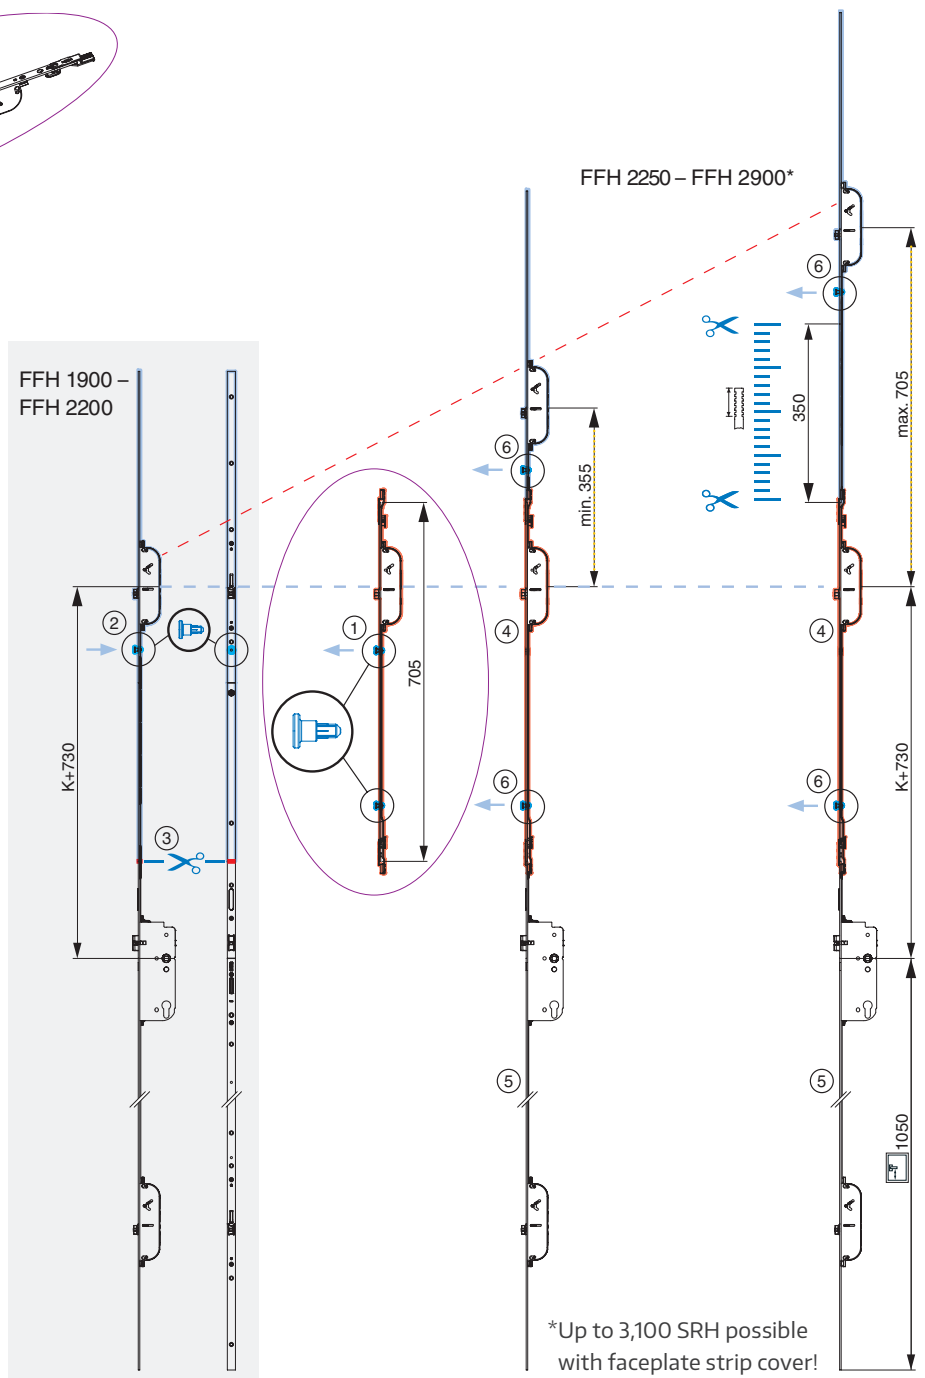 FFH 2250 – FFH 2900*
6
FFH 1900 –
FFH 2200
6
350
max. 705
min. 355
2
1
4
4
705
K+730
K+730
6
6
3
5
5
1050
*Up to 3,100 SRH possible
with faceplate strip cover!